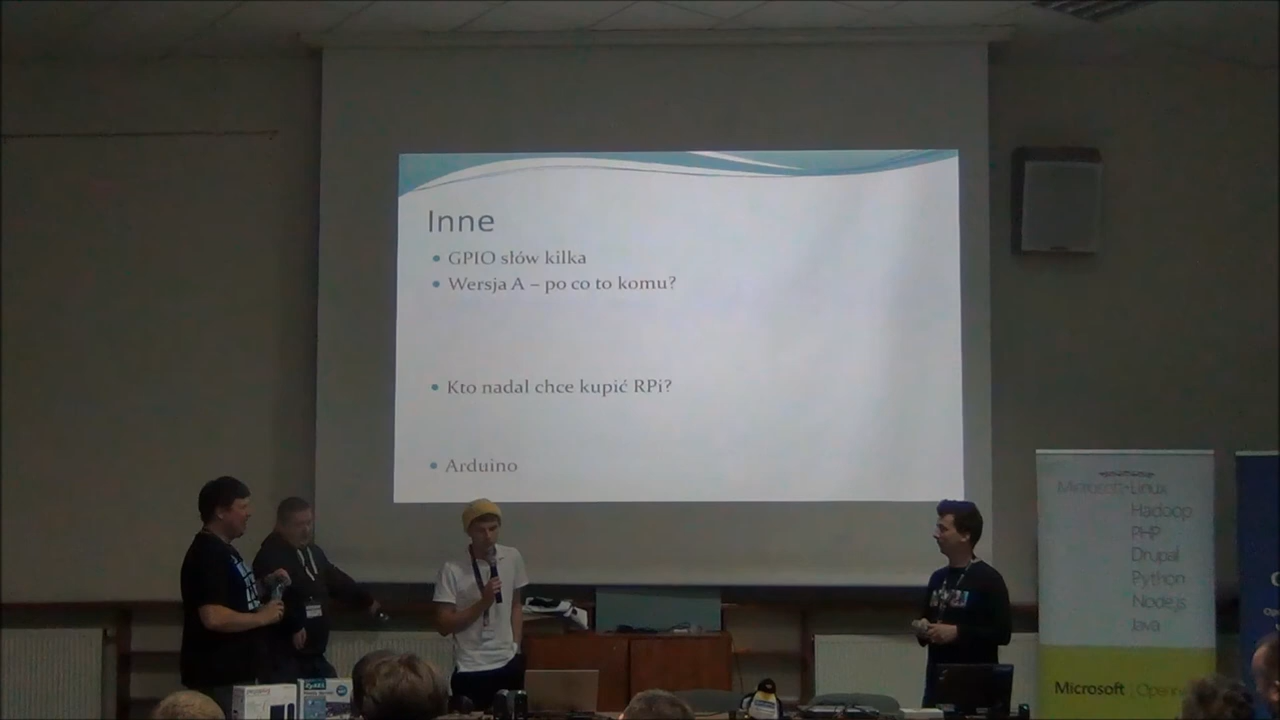 Inne
• GPIO słów kilka
• Wersja A – po co to komu?
• Kto nadal chce kupić RPi?
• Arduino
Microsoft+Linux
Hadoop
PHP
Drupal
Python
Node.js
Java
Microsoft